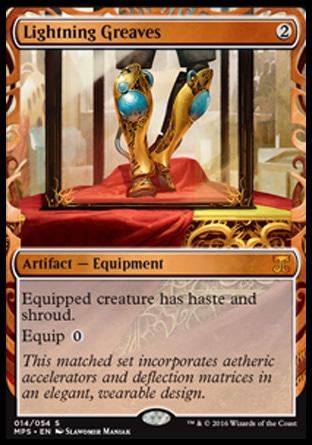 Lightning Greaves 2
Artifact — Equipment
Equipped creature has haste and
shroud.
Equip 0
This matched set incorporates aetheric
accelerators and deflection matrices in
an elegant, wearable design.
014/054 S
MPS • EN SLAWOMIR MANIAK
™ & © 2016 Wizards of the Coast